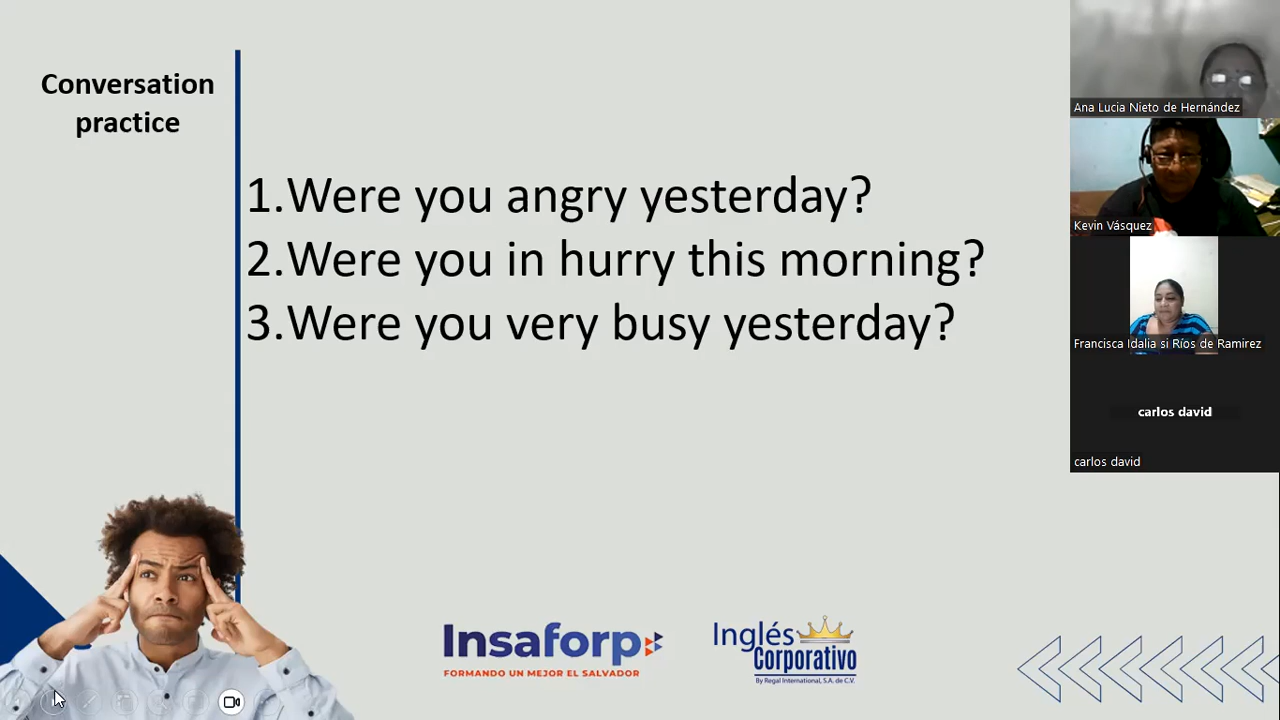 Conversation
practice
1.Were you angry yesterday?
2.Were you in hurry this morning?
3.Were you very busy yesterday?
Insaforp
FORMANDO UN MEJOR EL SALVADOR
Inglés
Corporativo
By Regal International, S.A. de C.V.
Ana Lucia Nieto de Hernández
Kevin Vásquez
Francisca Idalia si Ríos de Ramírez
carlos david
carlos david